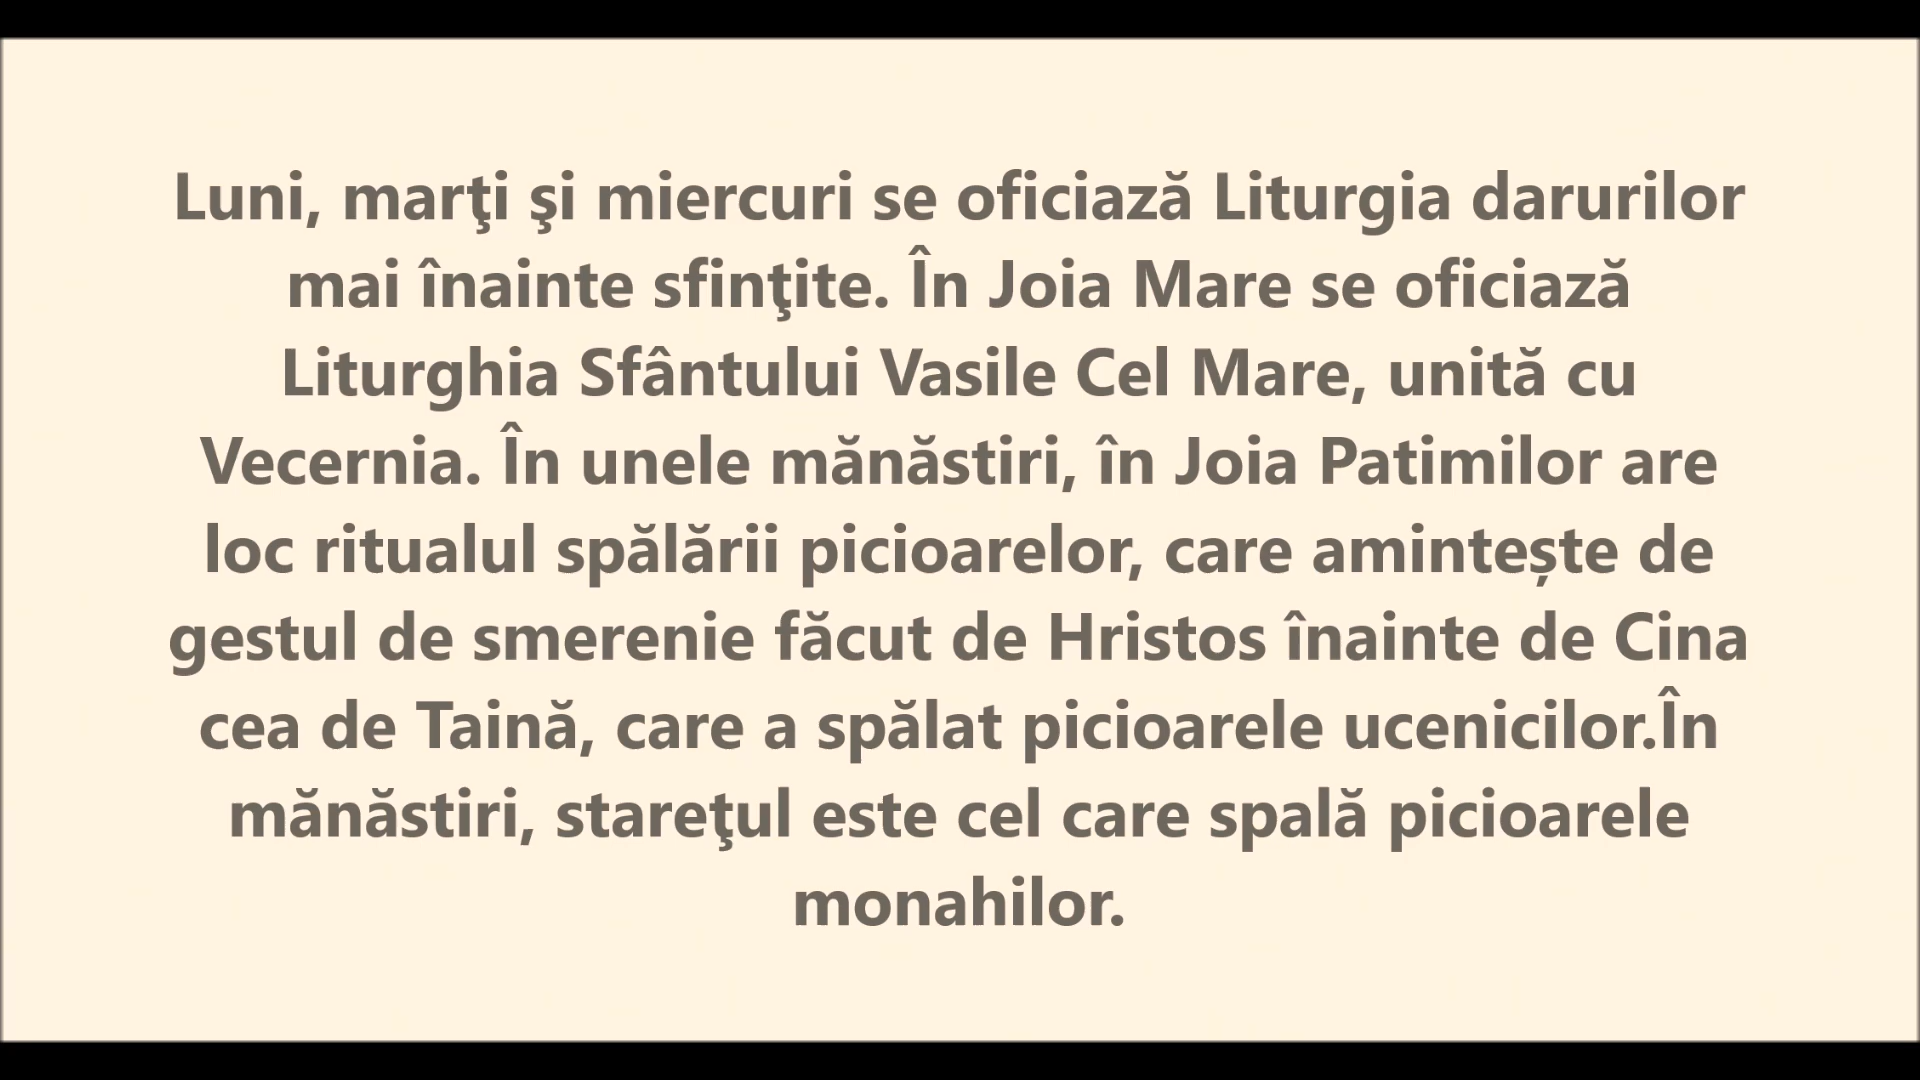 Luni, marţi şi miercuri se oficiază Liturgia darurilor
mai înainte sfinţite. În Joia Mare se oficiază
Liturghia Sfântului Vasile Cel Mare, unită cu
Vecernia. În unele mănăstiri, în Joia Patimilor are
loc ritualul spălării picioarelor, care amintește de
gestul de smerenie făcut de Hristos înainte de Cina
cea de Taină, care a spălat picioarele ucenicilor.În
mănăstiri, stareţul este cel care spală picioarele
monahilor.